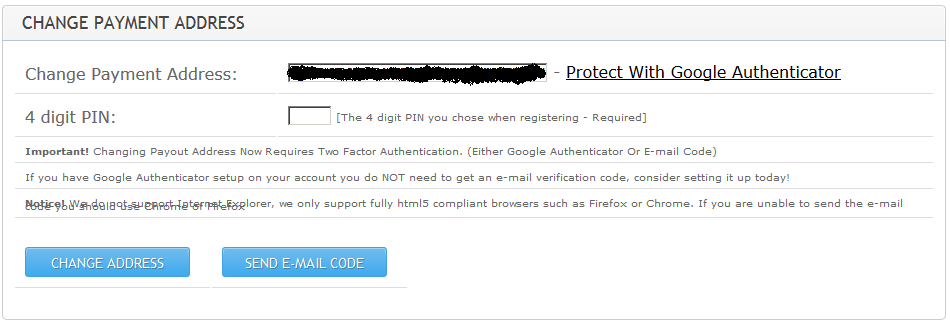 CHANGE PAYMENT ADDRESS
Change Payment Address: - Protect With Google Authenticator
4 digit PIN: [The 4 digit PIN you chose when registering - Required]
Important! Changing Payout Address Now Requires Two Factor Authentication. (Either Google Authenticator Or E-mail Code)
If you have Google Authenticator setup on your account you do NOT need to get an e-mail verification code, consider setting it up today!
Notice! We do not support Internet Explorer, we only support fully html5 compliant browsers such as Firefox or Chrome. If you are unable to send the e-mail
code you should use Chrome or Firefox
CHANGE ADDRESS SEND E-MAIL CODE